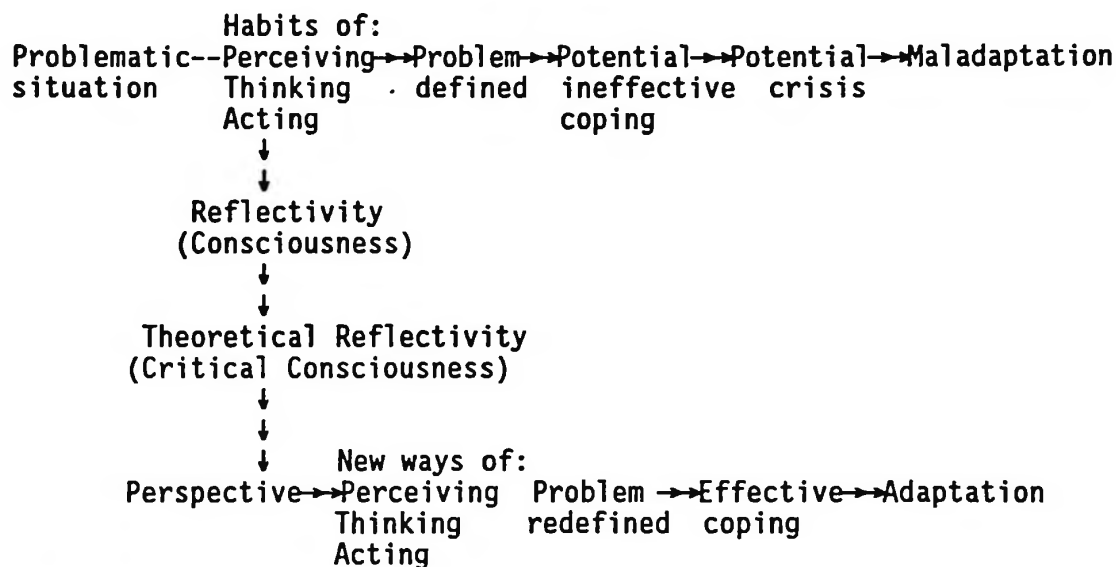 Habits of:
Problematic--Perceiving→→Problem→→Potential→→Potential→→Maladaptation
situation Thinking . defined ineffective crisis
Acting coping
↓
↓
Reflectivity
(Consciousness)
↓
↓
Theoretical Reflectivity
(Critical Consciousness)
↓
↓
↓ New ways of:
Perspective→→Perceiving Problem →→Effective→→Adaptation
Thinking redefined coping
Acting